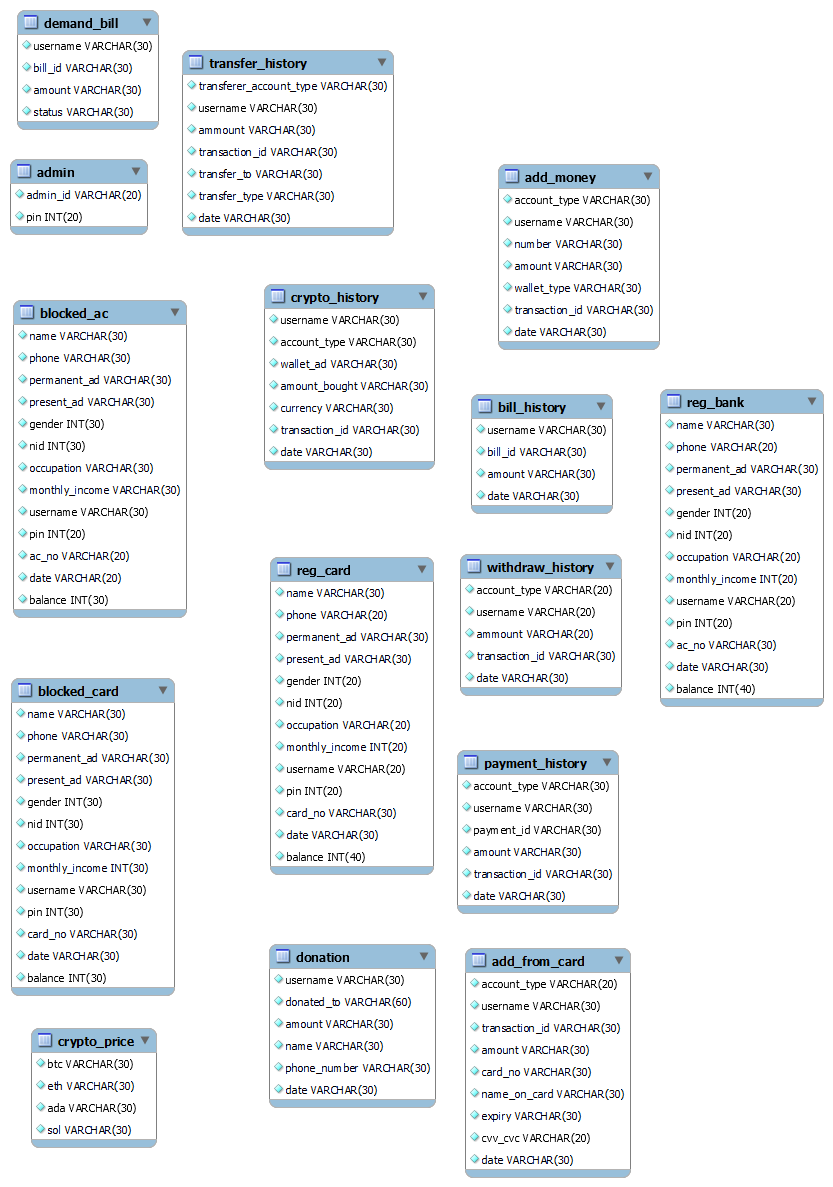 demand_bill
username VARCHAR(30)
bill_id VARCHAR(30)
amount VARCHAR(30)
status VARCHAR(30)
transfer_history
transferer_account_type VARCHAR(30)
username VARCHAR(30)
ammount VARCHAR(30)
transaction_id VARCHAR(30)
transfer_to VARCHAR(30)
transfer_type VARCHAR(30)
date VARCHAR(30)
admin
admin_id VARCHAR(20)
pin INT(20)
add_money
account_type VARCHAR(30)
username VARCHAR(30)
number VARCHAR(30)
amount VARCHAR(30)
wallet_type VARCHAR(30)
transaction_id VARCHAR(30)
date VARCHAR(30)
blocked_ac
name VARCHAR(30)
phone VARCHAR(30)
permanent_ad VARCHAR(30)
present_ad VARCHAR(30)
gender INT(30)
nid INT(30)
occupation VARCHAR(30)
monthly_income VARCHAR(30)
username VARCHAR(30)
pin INT(20)
ac_no VARCHAR(20)
date VARCHAR(20)
balance INT(30)
crypto_history
username VARCHAR(30)
account_type VARCHAR(30)
wallet_ad VARCHAR(30)
amount_bought VARCHAR(30)
currency VARCHAR(30)
transaction_id VARCHAR(30)
date VARCHAR(30)
bill_history
username VARCHAR(30)
bill_id VARCHAR(30)
amount VARCHAR(30)
date VARCHAR(30)
reg_bank
name VARCHAR(30)
phone VARCHAR(20)
permanent_ad VARCHAR(30)
present_ad VARCHAR(30)
gender INT(20)
nid INT(20)
occupation VARCHAR(20)
monthly_income INT(20)
username VARCHAR(20)
pin INT(20)
ac_no VARCHAR(30)
date VARCHAR(30)
balance INT(40)
reg_card
name VARCHAR(30)
phone VARCHAR(20)
permanent_ad VARCHAR(30)
present_ad VARCHAR(30)
gender INT(20)
nid INT(20)
occupation VARCHAR(20)
monthly_income INT(20)
username VARCHAR(20)
pin INT(20)
card_no VARCHAR(30)
date VARCHAR(30)
balance INT(40)
withdraw_history
account_type VARCHAR(20)
username VARCHAR(20)
ammount VARCHAR(20)
transaction_id VARCHAR(30)
date VARCHAR(30)
blocked_card
name VARCHAR(30)
phone VARCHAR(30)
permanent_ad VARCHAR(30)
present_ad VARCHAR(30)
gender INT(30)
nid INT(30)
occupation VARCHAR(30)
monthly_income INT(30)
username VARCHAR(30)
pin INT(30)
card_no VARCHAR(30)
date VARCHAR(30)
balance INT(30)
payment_history
account_type VARCHAR(30)
username VARCHAR(30)
payment_id VARCHAR(30)
amount VARCHAR(30)
transaction_id VARCHAR(30)
date VARCHAR(30)
donation
username VARCHAR(30)
donated_to VARCHAR(60)
amount VARCHAR(30)
name VARCHAR(30)
phone_number VARCHAR(30)
date VARCHAR(30)
add_from_card
account_type VARCHAR(20)
username VARCHAR(30)
transaction_id VARCHAR(30)
amount VARCHAR(30)
card_no VARCHAR(30)
name_on_card VARCHAR(30)
expiry VARCHAR(30)
cvv_cvc VARCHAR(20)
date VARCHAR(30)
crypto_price
btc VARCHAR(30)
eth VARCHAR(30)
ada VARCHAR(30)
sol VARCHAR(30)